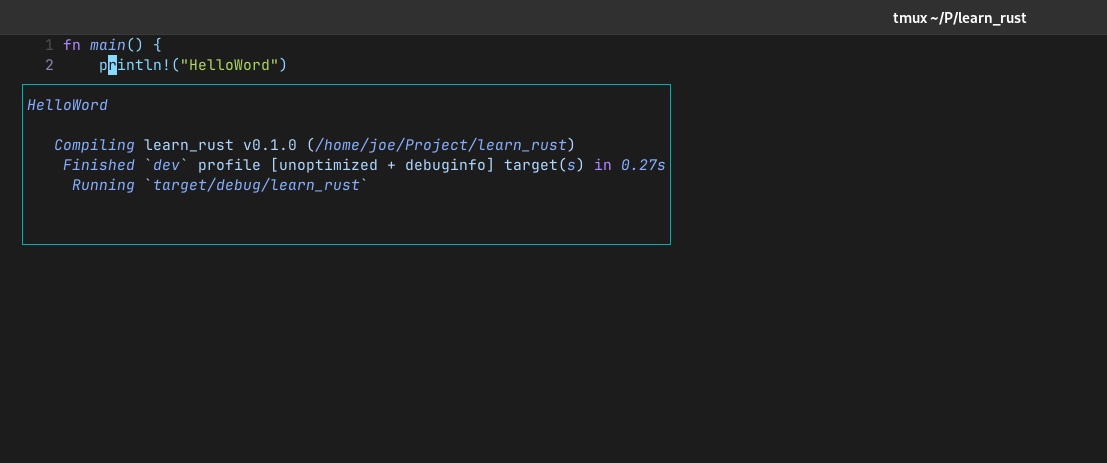 tmux ~/P/learn_rust
1 fn main() {
2     println!("HelloWord")
HelloWord
Compiling learn_rust v0.1.0 (/home/joe/Project/learn_rust)
Finished `dev` profile [unoptimized + debuginfo] target(s) in 0.27s
Running `target/debug/learn_rust`